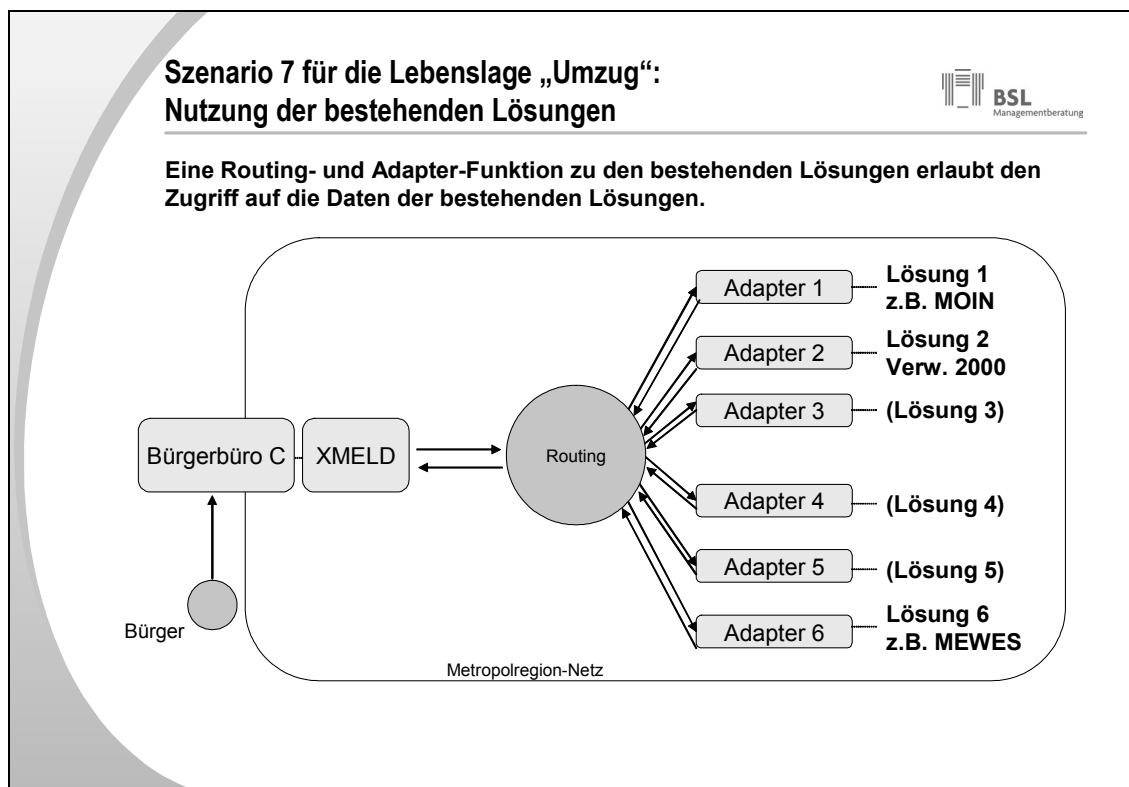 Szenario 7 für die Lebenslage „Umzug“:
Nutzung der bestehenden Lösungen
BSL
Managementberatung
Eine Routing- und Adapter-Funktion zu den bestehenden Lösungen erlaubt den
Zugriff auf die Daten der bestehenden Lösungen.
Adapter 1
Lösung 1
z.B. MOIN
Adapter 2
Lösung 2
Verw. 2000
Adapter 3
(Lösung 3)
Bürgerbüro C
XMELD
Routing
Adapter 4
(Lösung 4)
Adapter 5
(Lösung 5)
Bürger
Adapter 6
Lösung 6
z.B. MEWES
Metropolregion-Netz